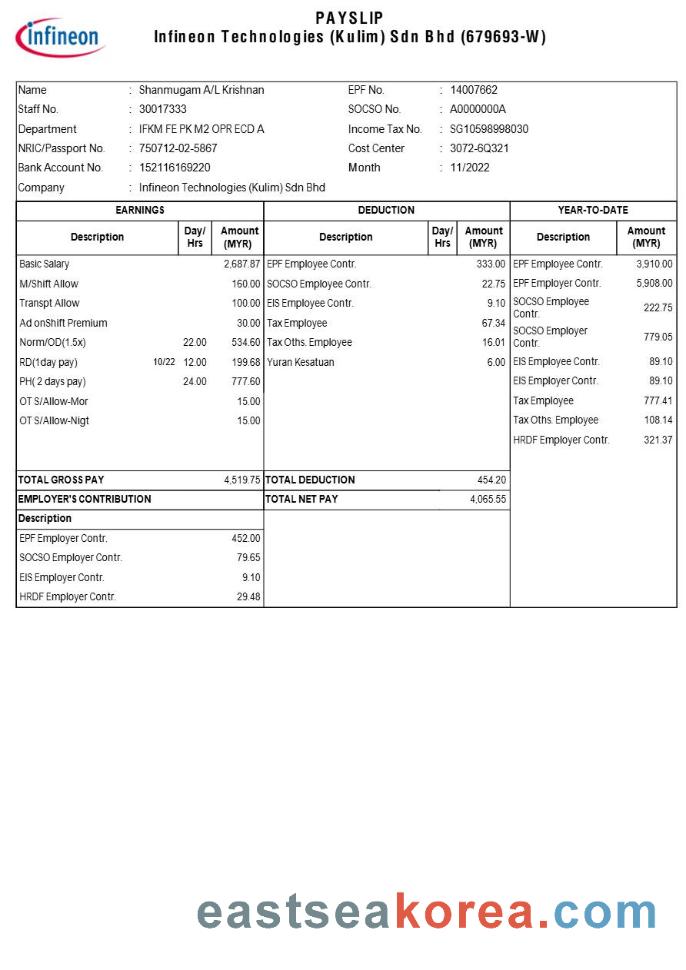 infineon
PAYSLIP
Infineon Technologies (Kulim) Sdn Bhd (679693-W)
Name : Shanmugam A/L Krishnan EPF No. : 14007662
Staff No. : 30017333 SOCSO No. : A0000000A
Department : IFKM FE PK M2 OPR ECD A Income Tax No. : SG10598998030
NRIC/Passport No. : 750712-02-5867 Cost Center : 3072-6Q321
Bank Account No. : 152116169220 Month : 11/2022
Company : Infineon Technologies (Kulim) Sdn Bhd
EARNINGS DEDUCTION YEAR-TO-DATE
Description Day/Hrs Amount (MYR) Description Day/Hrs Amount (MYR) Description Amount (MYR)
Basic Salary 2,687.87 EPF Employee Contr. 333.00 EPF Employee Contr. 3,910.00
M/Shift Allow 160.00 SOCSO Employee Contr. 22.75 EPF Employer Contr. 5,908.00
Transpt Allow 100.00 EIS Employee Contr. 9.10 SOCSO Employee Contr. 222.75
Ad onShift Premium 30.00 Tax Employee 67.34 SOCSO Employer Contr. 779.05
Norm/OD(1.5x) 22.00 534.60 Tax Oths. Employee 16.01 EIS Employee Contr. 89.10
RD(1day pay) 10/22 12.00 199.68 Yuran Kesatuan 6.00 EIS Employer Contr. 89.10
PH(2 days pay) 24.00 777.60 Tax Employee 777.41
OT S/Allow-Mor 15.00 Tax Oths. Employee 108.14
OT S/Allow-Nigt 15.00 HRDF Employer Contr. 321.37
TOTAL GROSS PAY 4,519.75 TOTAL DEDUCTION 454.20
EMPLOYER'S CONTRIBUTION TOTAL NET PAY 4,065.55
Description
EPF Employer Contr. 452.00
SOCSO Employer Contr. 79.65
EIS Employer Contr. 9.10
HRDF Employer Contr. 29.48
eastseakorea.com